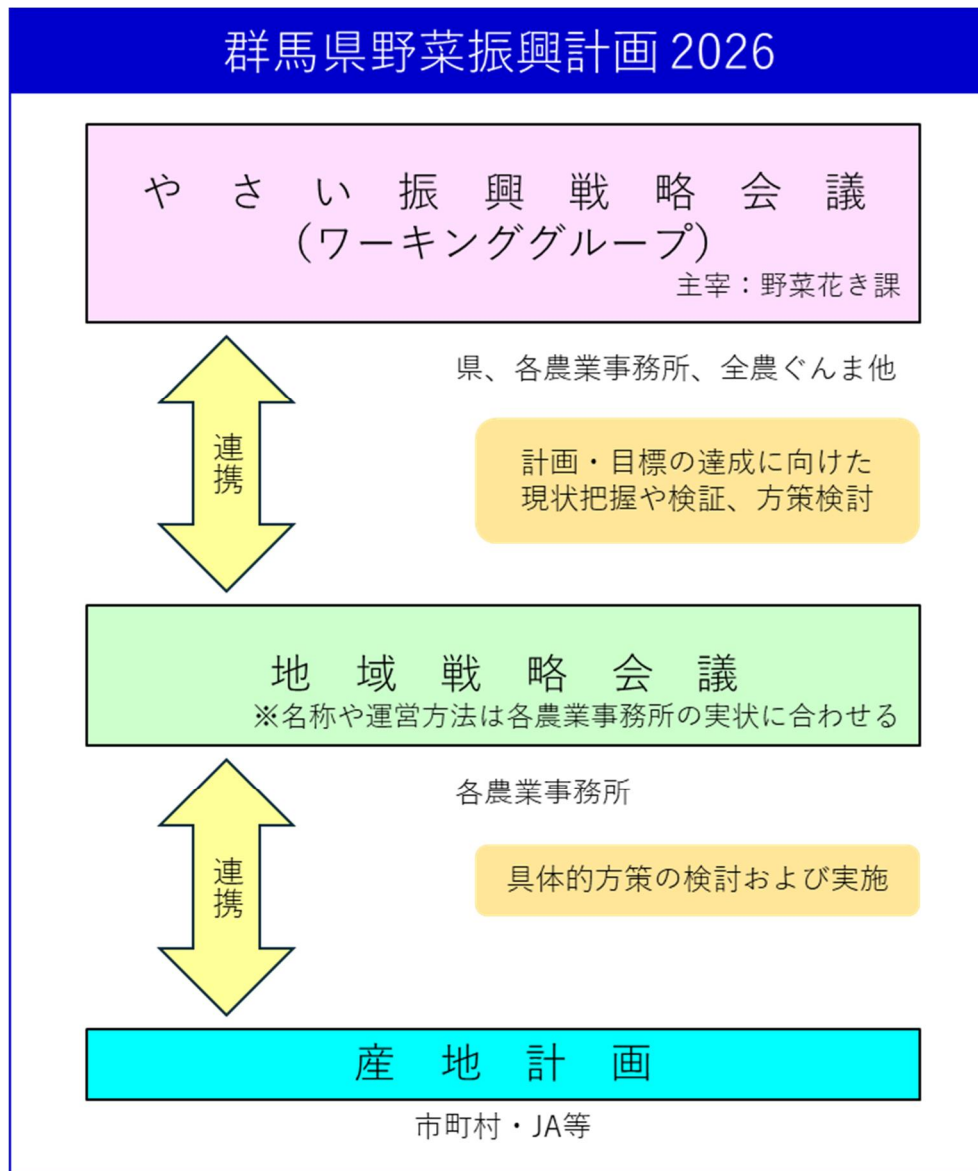 群馬県野菜振興計画2026
やさい振興戦略会議
（ワーキンググループ）
主宰：野菜花き課
連携
県、各農業事務所、全農ぐんま他
計画・目標の達成に向けた
現状把握や検証、方策検討
地域戦略会議
※名称や運営方法は各農業事務所の実状に合わせる
連携
各農業事務所
具体的方策の検討および実施
産地計画
市町村・JA等